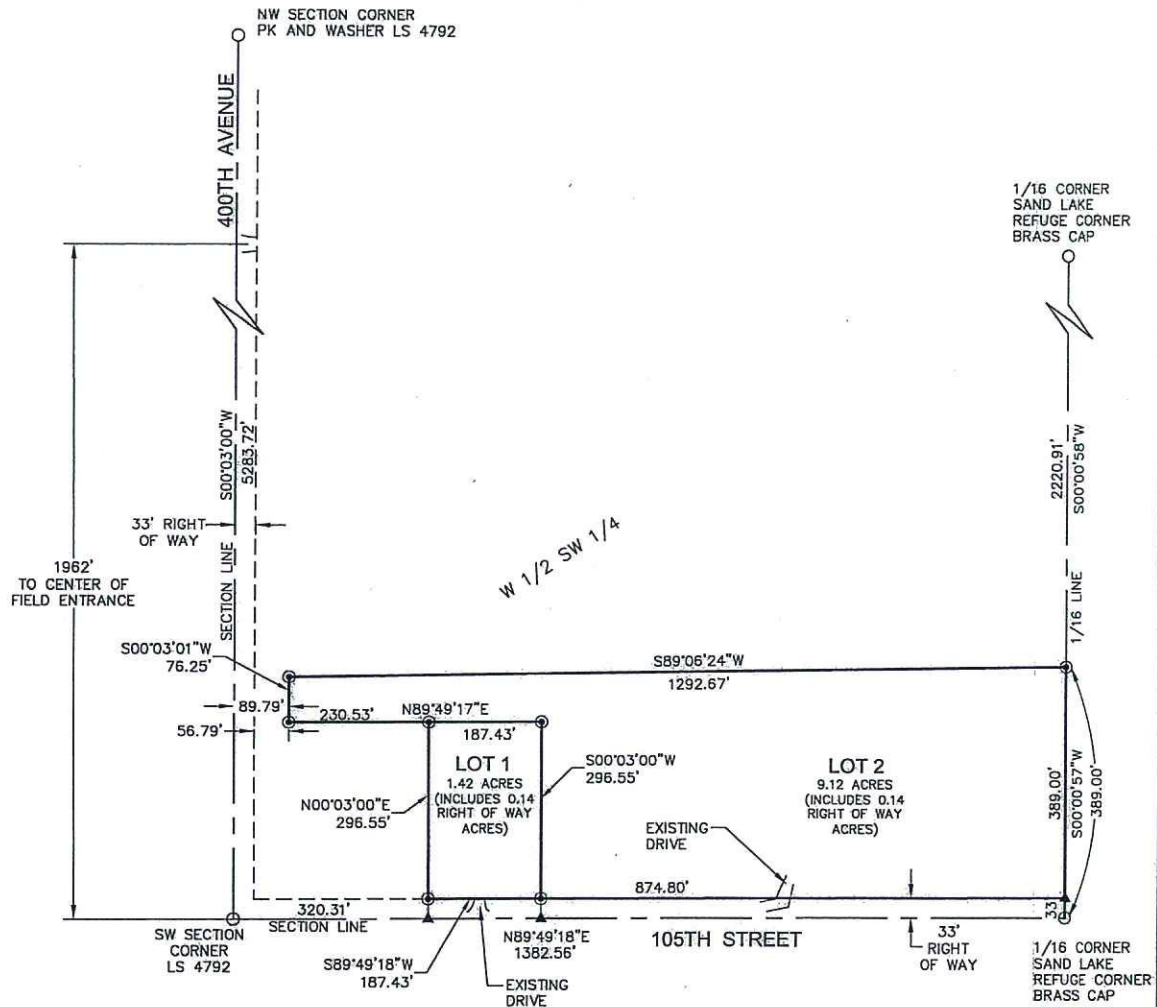 NW SECTION CORNER
PK AND WASHER LS 4792
400TH AVENUE
1/16 CORNER
SAND LAKE
REFUGE CORNER
BRASS CAP
S00°03'00"W
5283.72'
2220.91'
S00°00'58"W
33' RIGHT
OF WAY
1962'
TO CENTER OF
FIELD ENTRANCE
SECTION LINE
W 1/2 SW 1/4
1/16 LINE
S00°03'01"W
76.25'
S89°06'24"W
1292.67'
89.79'
230.53'
N89°49'17"E
187.43'
56.79'
LOT 1
1.42 ACRES
(INCLUDES 0.14
RIGHT OF WAY
ACRES)
S00°03'00"W
296.55'
N00°03'00"E
296.55'
LOT 2
9.12 ACRES
(INCLUDES 0.14
RIGHT OF WAY
ACRES)
389.00'
S00°00'57"W
389.00'
EXISTING
DRIVE
874.80'
33'
320.31'
SECTION LINE
SW SECTION
CORNER
LS 4792
S89°49'18"W
187.43'
EXISTING
DRIVE
N89°49'18"E
1382.56'
105TH STREET
33'
RIGHT
OF WAY
1/16 CORNER
SAND LAKE
REFUGE CORNER
BRASS CAP